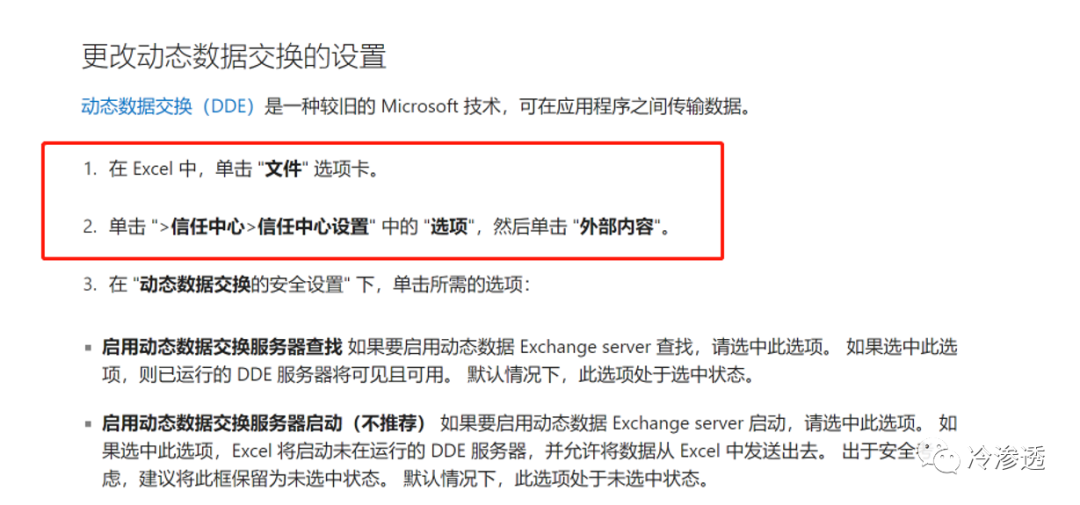 更改动态数据交换的设置
动态数据交换（DDE）是一种较旧的 Microsoft 技术，可在应用程序之间传输数据。
1. 在 Excel 中，单击 "文件" 选项卡。
2. 单击 ">信任中心>信任中心设置" 中的 "选项"，然后单击 "外部内容"。
3. 在 "动态数据交换的安全设置" 下，单击所需的选项：
▪ 启用动态数据交换服务器查找 如果要启用动态数据 Exchange server 查找，请选中此选项。 如果选中此选
项，则已运行的 DDE 服务器将可见且可用。 默认情况下，此选项处于选中状态。
▪ 启用动态数据交换服务器启动（不推荐） 如果要启用动态数据 Exchange server 启动，请选中此选项。 如
果选中此选项，Excel 将启动未在运行的 DDE 服务器，并允许将数据从 Excel 中发送出去。 出于安全
虑，建议将此框保留为未选中状态。 默认情况下，此选项处于未选中状态。
冷渗透